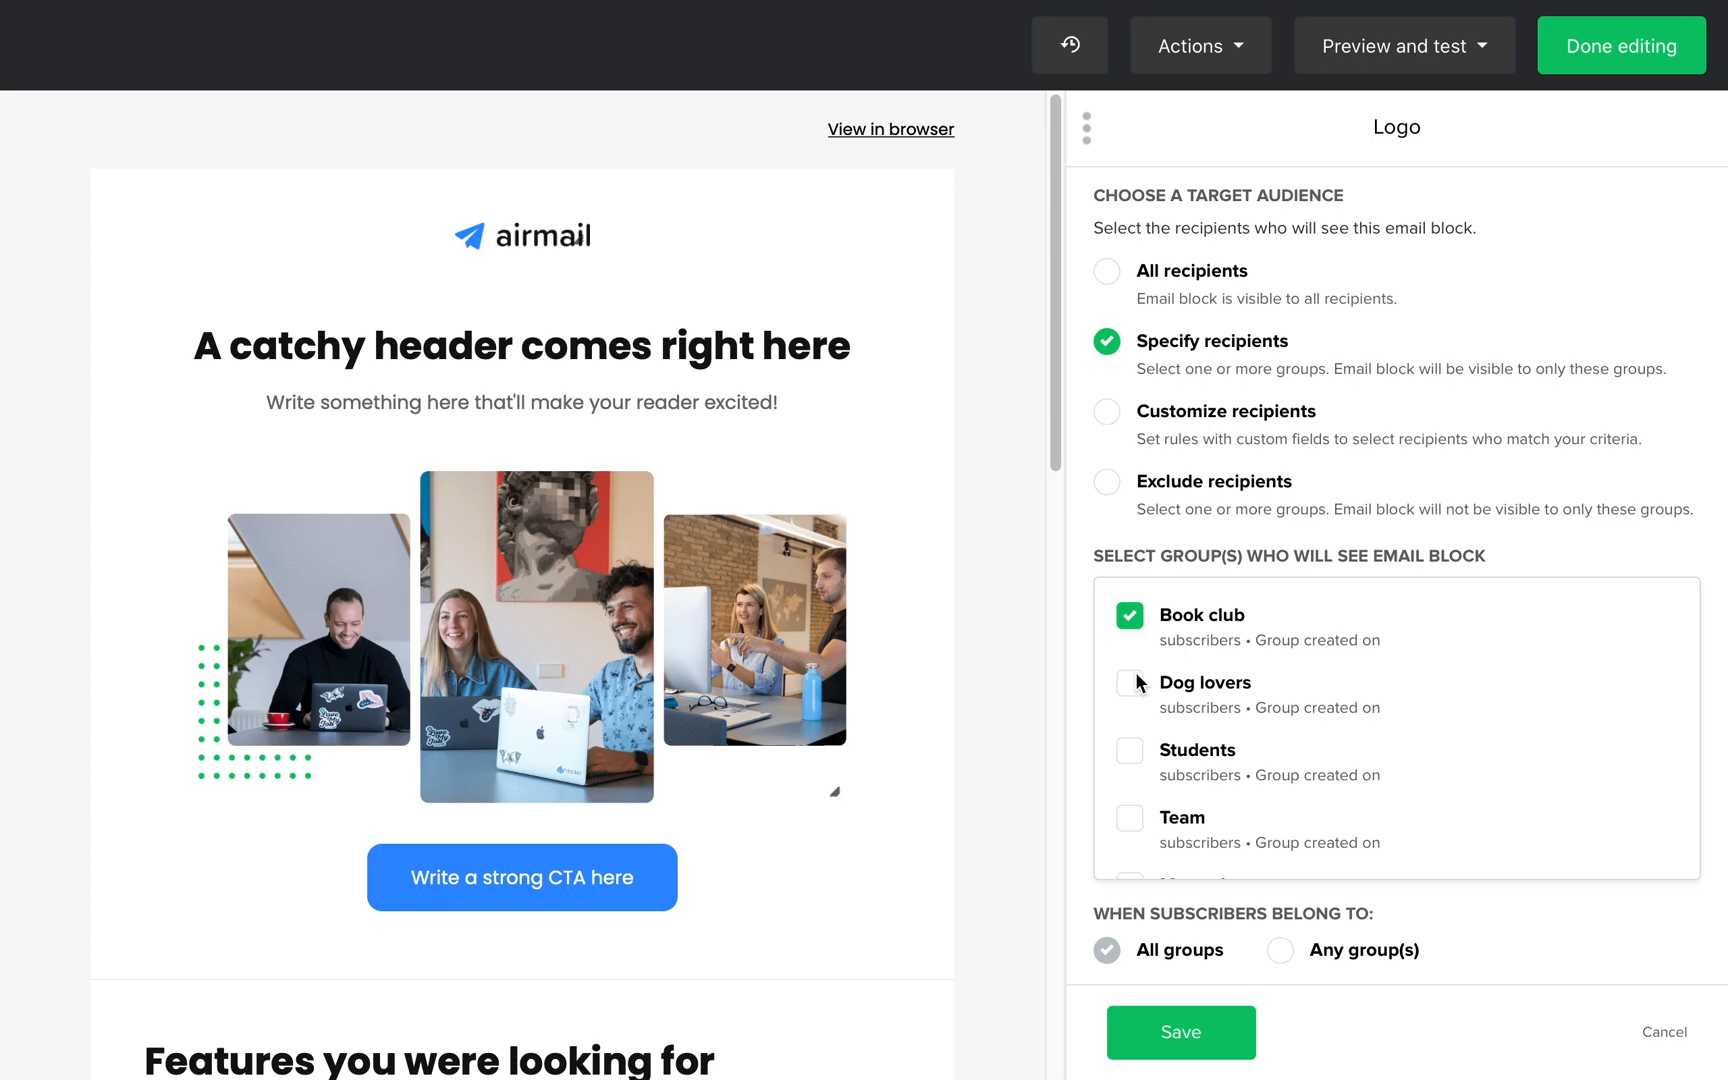 Actions
Preview and test
Done editing
View in browser
Logo
airmail
A catchy header comes right here
Write something here that'll make your reader excited!
Write a strong CTA here
Features you were looking for
CHOOSE A TARGET AUDIENCE
Select the recipients who will see this email block.
All recipients
Email block is visible to all recipients.
Specify recipients
Select one or more groups. Email block will be visible to only these groups.
Customize recipients
Set rules with custom fields to select recipients who match your criteria.
Exclude recipients
Select one or more groups. Email block will not be visible to only these groups.
SELECT GROUP(S) WHO WILL SEE EMAIL BLOCK
Book club
subscribers • Group created on
Dog lovers
subscribers • Group created on
Students
subscribers • Group created on
Team
subscribers • Group created on
WHEN SUBSCRIBERS BELONG TO:
All groups
Any group(s)
Save
Cancel